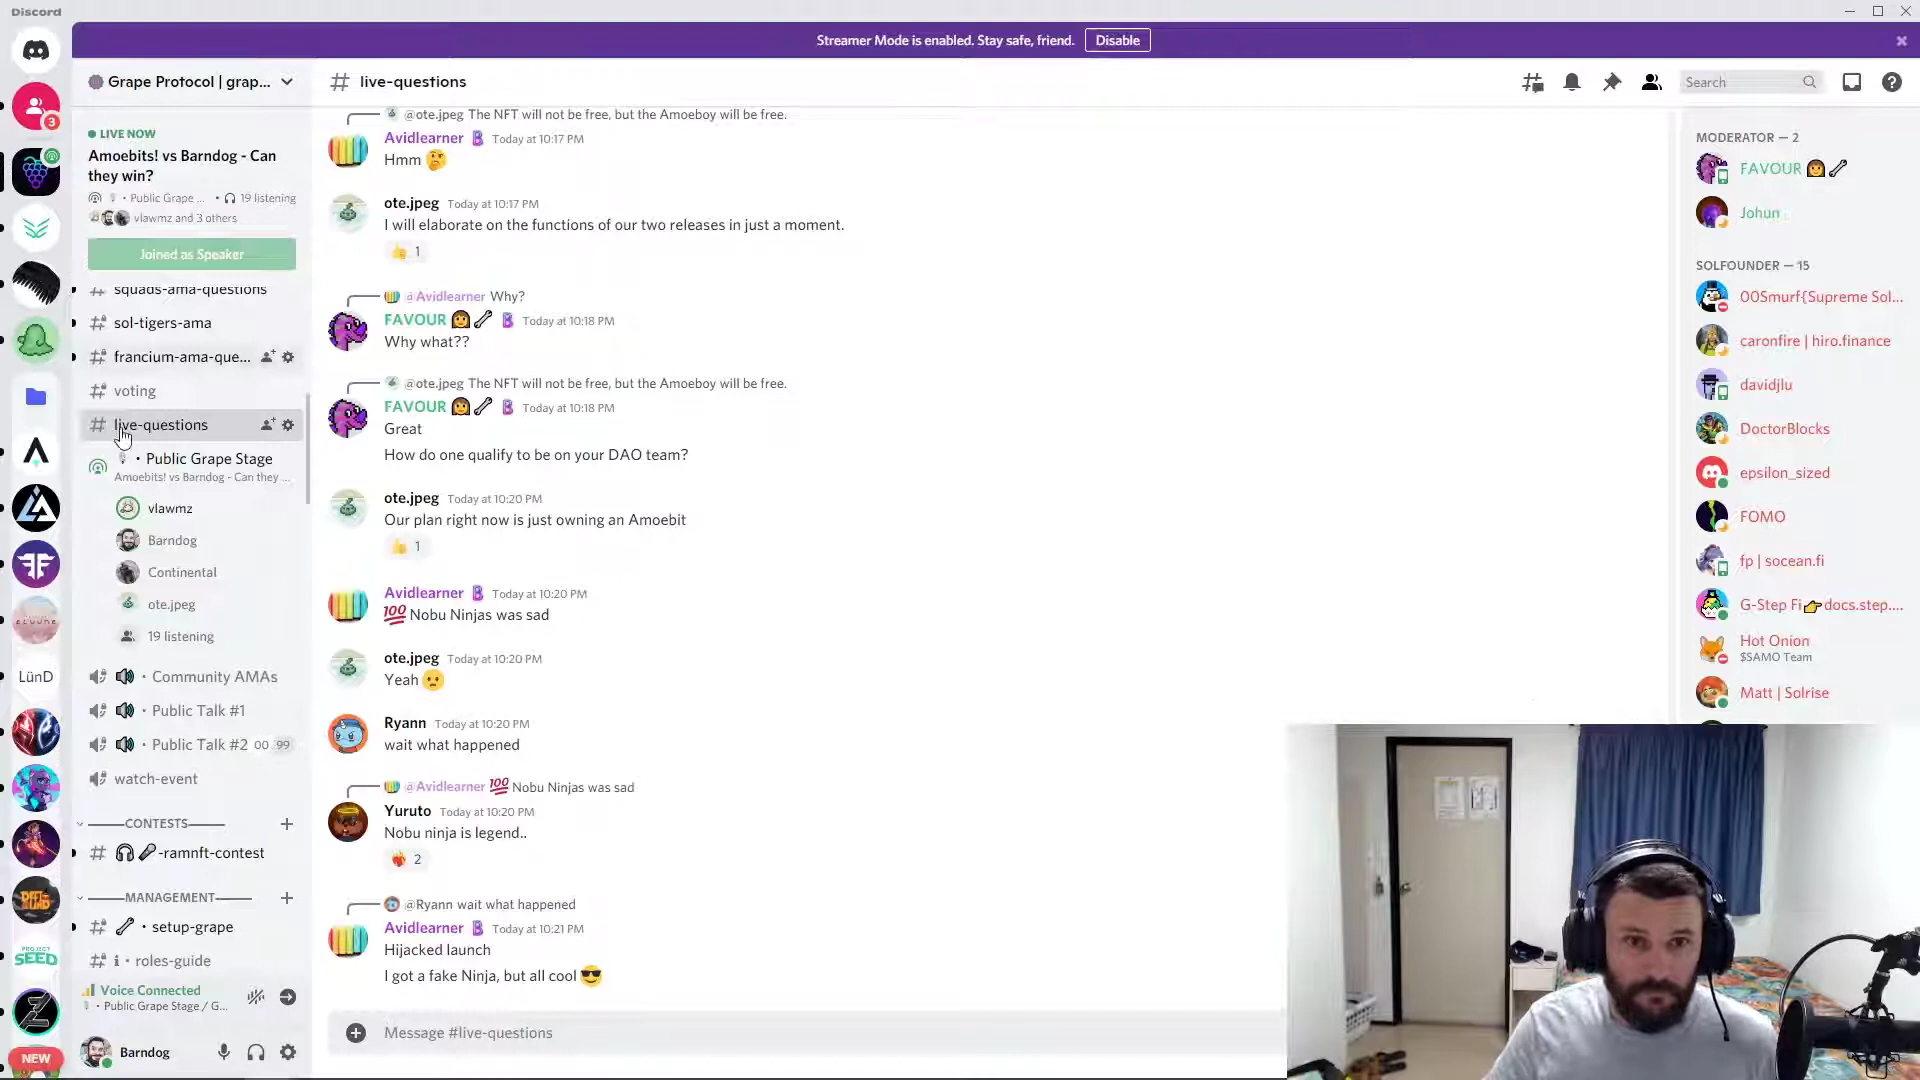 Discord
Streamer Mode is enabled. Stay safe, friend.
Disable
Grape Protocol | grap...
live-questions
Search
3
LIVE NOW
Amoebits! vs Barndog - Can
they win?
Public Grape ... • 19 listening
vlawmz and 3 others
Joined as Speaker
squads-ama-questions
sol-tigers-ama
francium-ama-que...
voting
live-questions
• Public Grape Stage
Amoebits! vs Barndog - Can they ...
vlawmz
Barndog
Continental
ote.jpeg
19 listening
• Community AMAs
• Public Talk #1
• Public Talk #2 00 99
watch-event
CONTESTS
-ramnft-contest
MANAGEMENT
• setup-grape
• roles-guide
Voice Connected
• Public Grape Stage / G...
Barndog
LünD
PROJECT
SEED
NEW
@ote.jpeg The NFT will not be free, but the Amoeboy will be free.
Avidlearner Today at 10:17 PM
Hmm 🤔
ote.jpeg Today at 10:17 PM
I will elaborate on the functions of our two releases in just a moment.
👍 1
@Avidlearner Why?
FAVOUR Today at 10:18 PM
Why what??
@ote.jpeg The NFT will not be free, but the Amoeboy will be free.
FAVOUR Today at 10:18 PM
Great
How do one qualify to be on your DAO team?
ote.jpeg Today at 10:20 PM
Our plan right now is just owning an Amoebit
👍 1
Avidlearner Today at 10:20 PM
💯 Nobu Ninjas was sad
ote.jpeg Today at 10:20 PM
Yeah
Ryann Today at 10:20 PM
wait what happened
@Avidlearner 💯 Nobu Ninjas was sad
Yuruto Today at 10:20 PM
Nobu ninja is legend..
2
@Ryann wait what happened
Avidlearner Today at 10:21 PM
Hijacked launch
I got a fake Ninja, but all cool 😎
Message #live-questions
MODERATOR — 2
FAVOUR
Johun
SOLFOUNDER — 15
00Smurf{Supreme Sol...
caronfire | hiro.finance
davidjlu
DoctorBlocks
epsilon_sized
FOMO
fp | socean.fi
G-Step Fi👉docs.step....
Hot Onion
$SAMO Team
Matt | Solrise